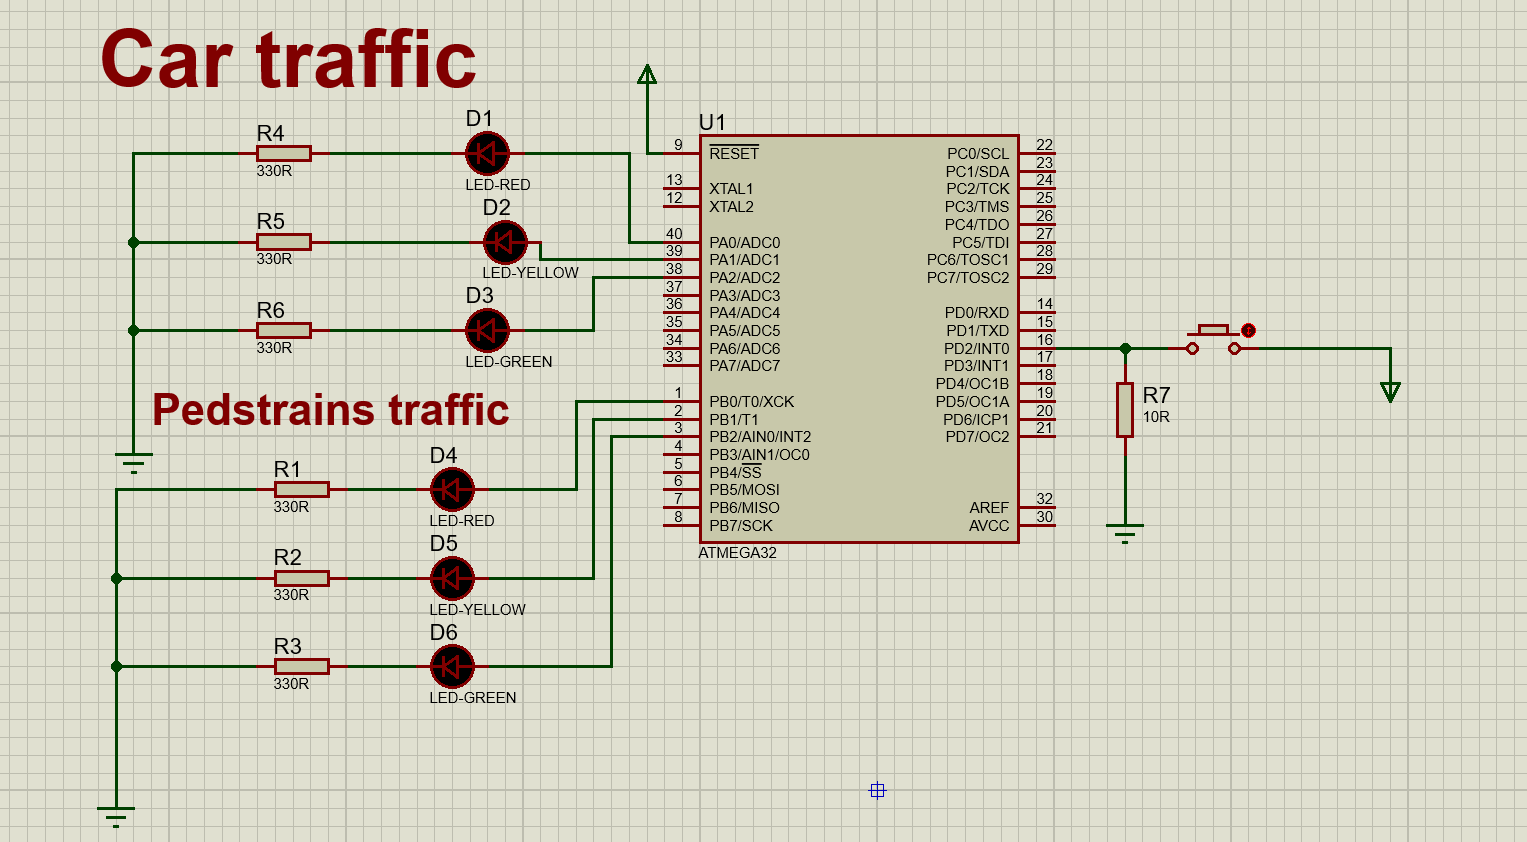 Car traffic
R4
330R
D1
LED-RED
R5
330R
D2
LED-YELLOW
R6
330R
D3
LED-GREEN
Pedstrains traffic
R1
330R
D4
LED-RED
R2
330R
D5
LED-YELLOW
R3
330R
D6
LED-GREEN
U1
9 RESET
13 XTAL1
12 XTAL2
40 PA0/ADC0
39 PA1/ADC1
38 PA2/ADC2
37 PA3/ADC3
36 PA4/ADC4
35 PA5/ADC5
34 PA6/ADC6
33 PA7/ADC7
1 PB0/T0/XCK
2 PB1/T1
3 PB2/AIN0/INT2
4 PB3/AIN1/OC0
5 PB4/SS
6 PB5/MOSI
7 PB6/MISO
8 PB7/SCK
PC0/SCL 22
PC1/SDA 23
PC2/TCK 24
PC3/TMS 25
PC4/TDO 26
PC5/TDI 27
PC6/TOSC1 28
PC7/TOSC2 29
PD0/RXD 14
PD1/TXD 15
PD2/INT0 16
PD3/INT1 17
PD4/OC1B 18
PD5/OC1A 19
PD6/ICP1 20
PD7/OC2 21
AREF 32
AVCC 30
ATMEGA32
R7
10R